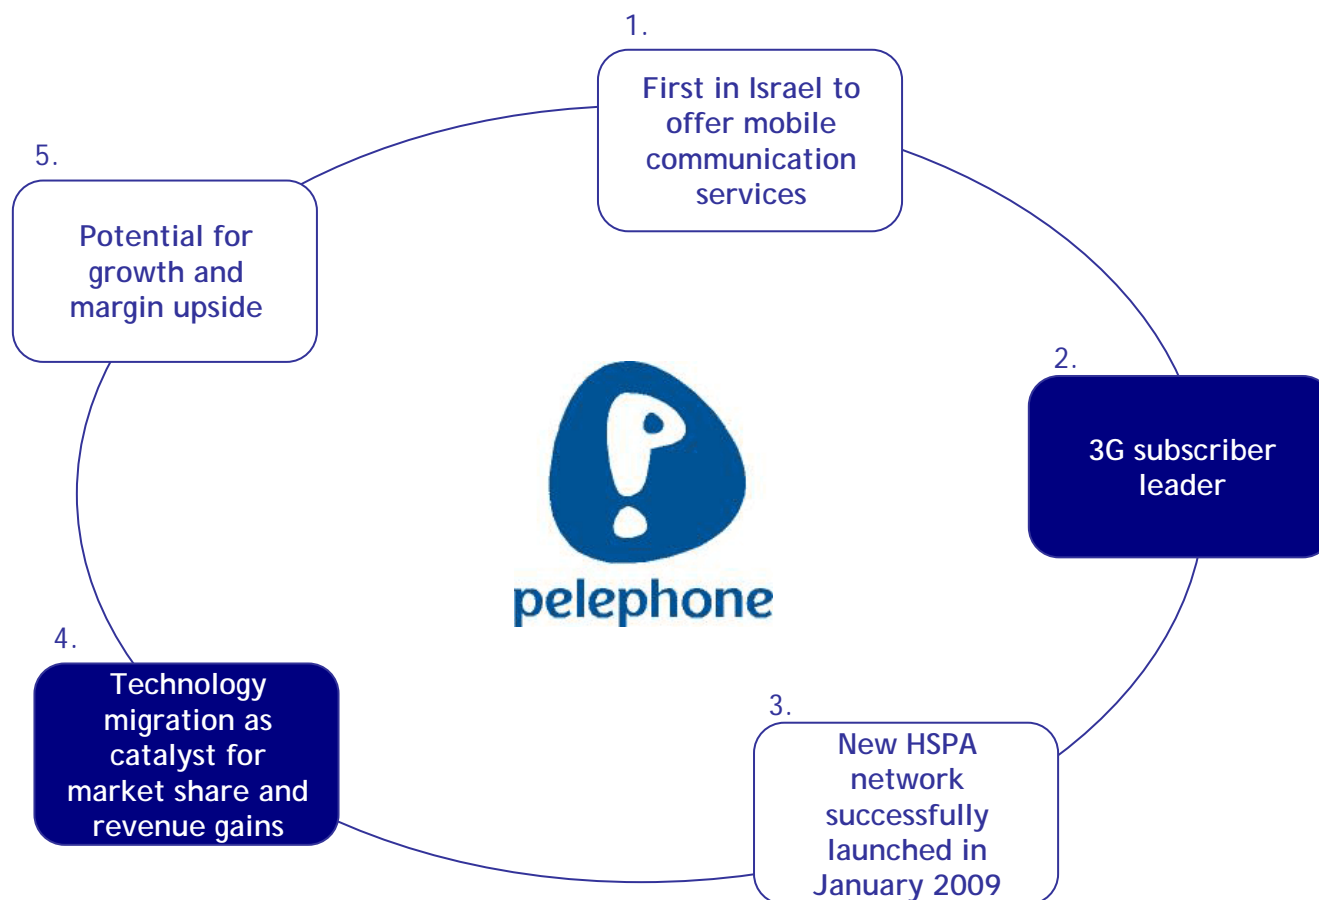 1.
First in Israel to
offer mobile
communication
services
2.
3G subscriber
leader
3.
New HSPA
network
successfully
launched in
January 2009
4.
Technology
migration as
catalyst for
market share and
revenue gains
5.
Potential for
growth and
margin upside
pelephone